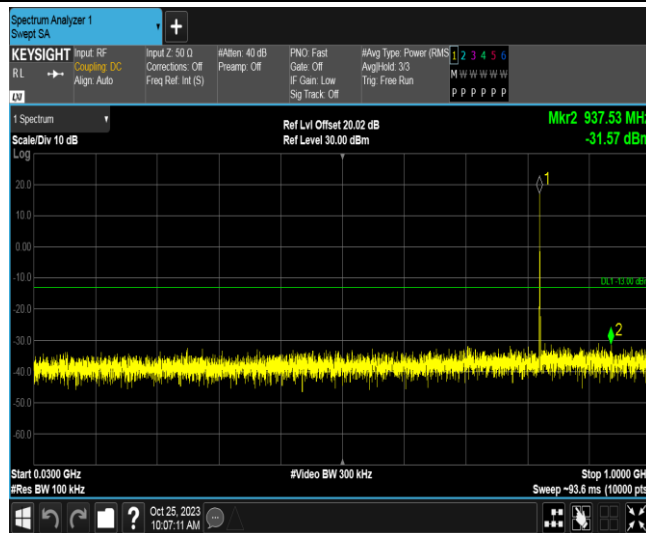 Spectrum Analyzer 1
Swept SA
+
KEYSIGHT
RL
LXI
Input: RF
Coupling: DC
Align: Auto
Input Z: 50 Ω
Corrections: Off
Freq Ref: Int (S)
#Atten: 40 dB
Preamp: Off
PNO: Fast
Gate: Off
IF Gain: Low
Sig Track: Off
#Avg Type: Power (RMS
Avg|Hold: 3/3
Trig: Free Run
1 2 3 4 5 6
M W W W W W
P P P P P P
1 Spectrum
Scale/Div 10 dB
Log
Ref Lvl Offset 20.02 dB
Ref Level 30.00 dBm
Mkr2 937.53 MHz
-31.57 dBm
20.0
10.0
0.00
-10.0
-20.0
-30.0
-40.0
-50.0
-60.0
1
DL1 -13.00 dBm
2
Start 0.0300 GHz
#Res BW 100 kHz
#Video BW 300 kHz
Stop 1.0000 GH
Sweep ~93.6 ms (10000 pts
?
Oct 25, 2023
10:07:11 AM